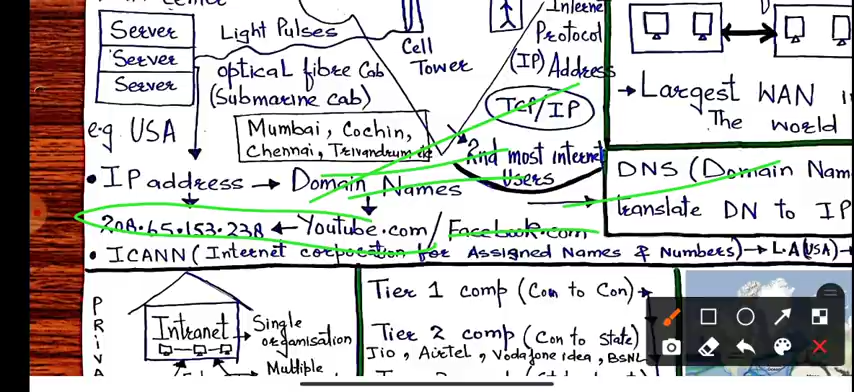 Server
Server
Server
Light Pulses
Cell
Tower
optical fibre Cab
(Submarine cab)
e.g USA
Mumbai, Cochin,
Chennai, Trivandrum etc
Internet
Protocol
(IP) Address
TCP/IP
2nd most internet
Users
→ Largest WAN in
The world
• IP address → Domain Names
208.65.153.238 ← Youtube.com/Facebook.com
DNS (Domain Nam
translate DN to IP
• ICANN (Internet corporation for Assigned Names & Numbers) → L.A (USA) →
PRIVA
Intranet
→ Single
organisation
Multiple
Tier 1 comp (Con to Con) →
Tier 2 comp (Con to state)
Jio, Airtel, Vodafone idea, BSNL